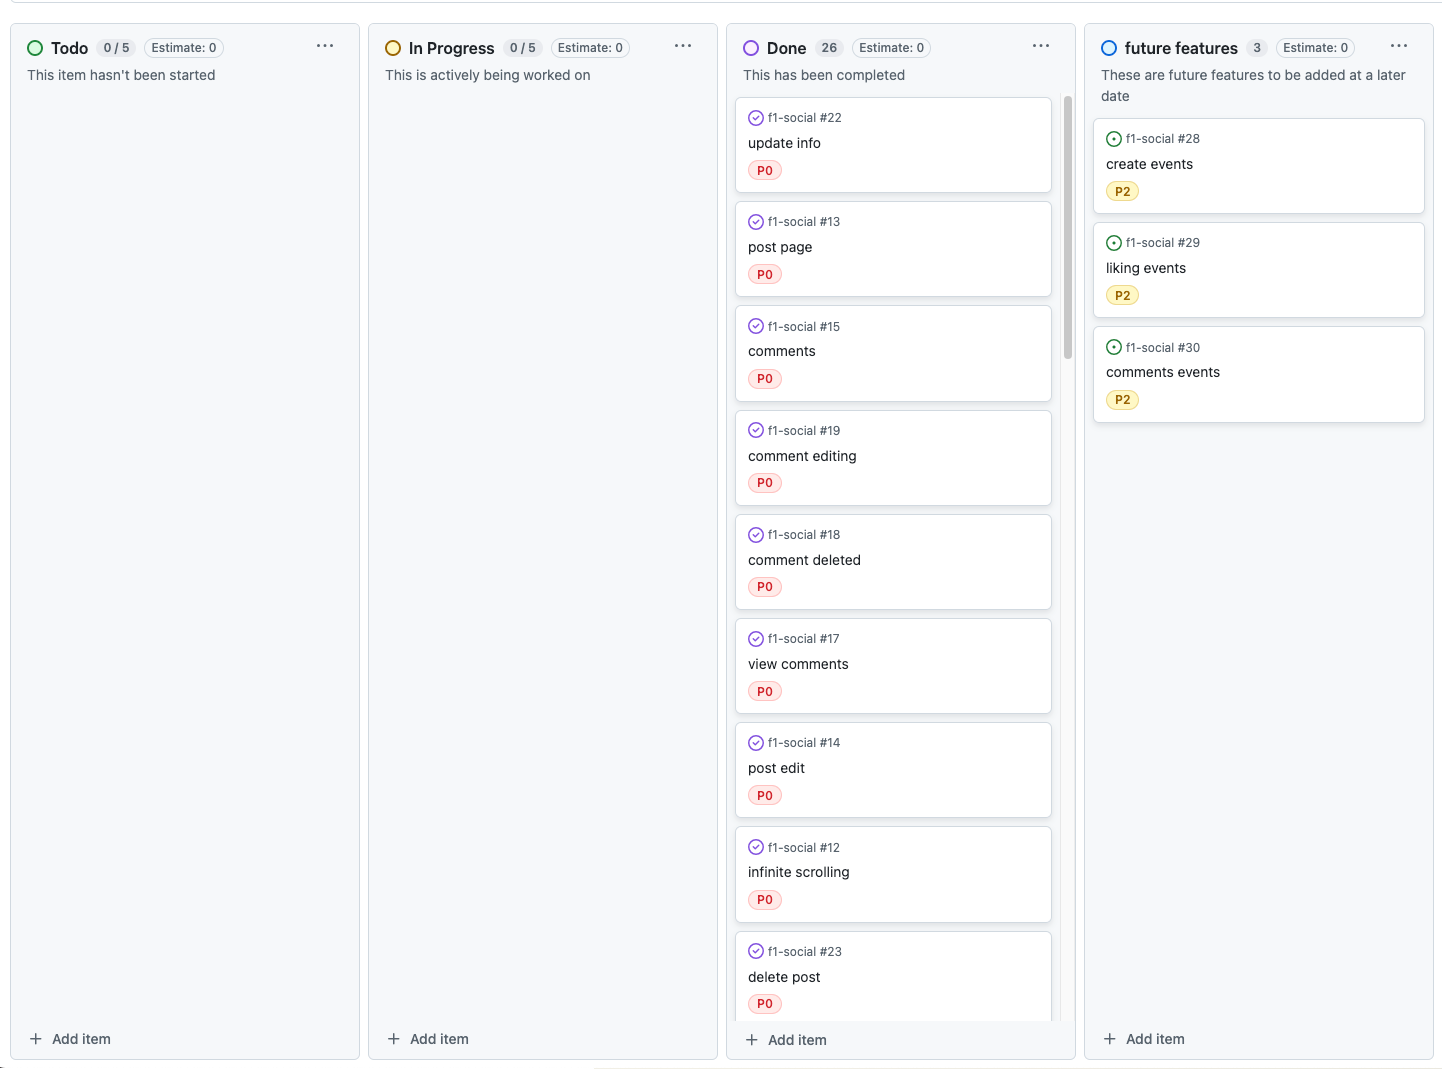 Todo 0 / 5 Estimate: 0
This item hasn't been started
Add item
In Progress 0 / 5 Estimate: 0
This is actively being worked on
Add item
Done 26 Estimate: 0
This has been completed
f1-social #22
update info
P0
f1-social #13
post page
P0
f1-social #15
comments
P0
f1-social #19
comment editing
P0
f1-social #18
comment deleted
P0
f1-social #17
view comments
P0
f1-social #14
post edit
P0
f1-social #12
infinite scrolling
P0
f1-social #23
delete post
P0
Add item
future features 3 Estimate: 0
These are future features to be added at a later
date
f1-social #28
create events
P2
f1-social #29
liking events
P2
f1-social #30
comments events
P2
Add item